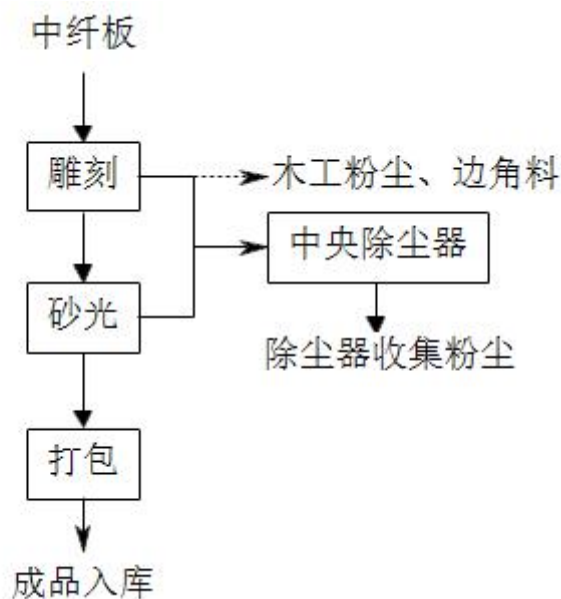 中纤板
雕刻
木工粉尘、边角料
中央除尘器
砂光
除尘器收集粉尘
打包
成品入库